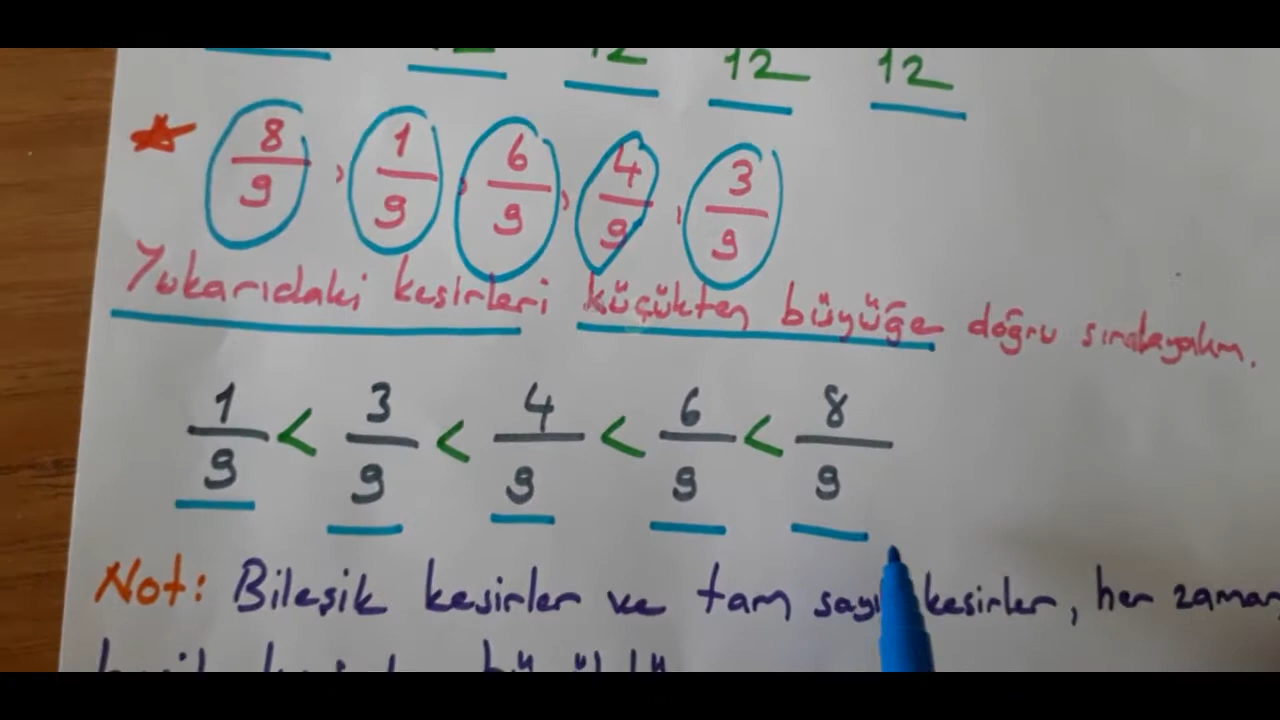 12 12 12 12
8/9, 1/9, 6/9, 4/9, 3/9
Yukarıdaki kesirleri küçükten büyüğe doğru sıralayalım.
1/9 < 3/9 < 4/9 < 6/9 < 8/9
Not: Bileşik kesirler ve tam kesirler, her zaman